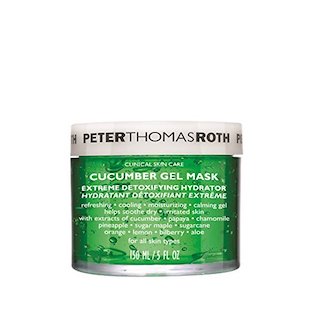 TH PETERTHOMASROTH P
CLINICAL SKIN CARE
CUCUMBER GEL MASK
EXTREME DETOXIFYING HYDRATOR
HYDRATANT DÉTOXIFIANT EXTRÊME
refreshing • cooling • moisturizing • calming gel
helps soothe dry • irritated skin
with extracts of cucumber • papaya • chamomile
pineapple • sugar maple • sugarcane
orange • lemon • bilberry • aloe
for all skin types
150 ML / 5 FL OZ